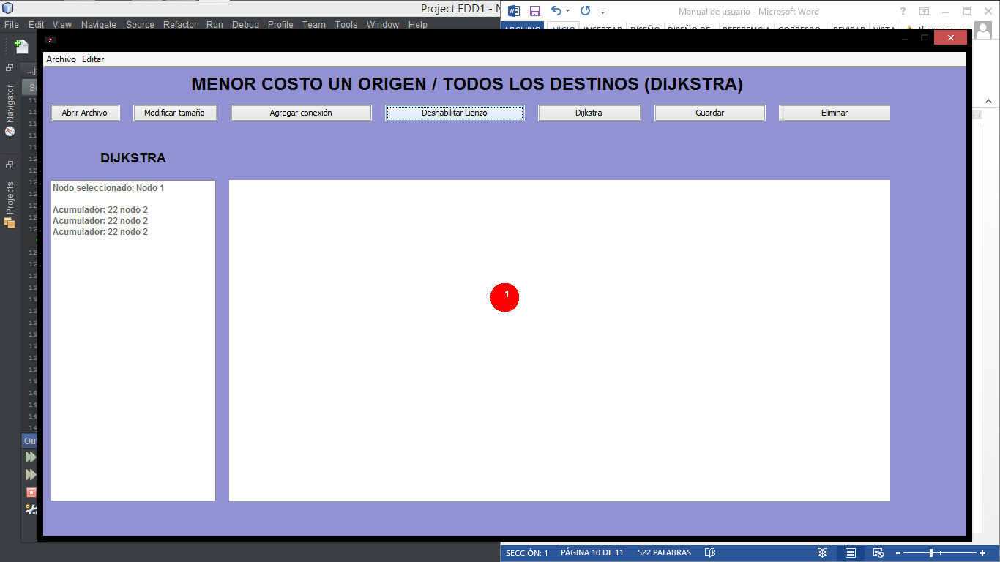 Project EDD1 - N
Manual de usuario - Microsoft Word
File Edit View Navigate Source Refactor Run Debug Profile Team Tools Window Help
ARCHIVO INICIO INSERTAR DISEÑO DISEÑO DE REFERENCIA CORRESPO REVISAR VISTA
Archivo Editar
MENOR COSTO UN ORIGEN / TODOS LOS DESTINOS (DIJKSTRA)
Abrir Archivo Modificar tamaño Agregar conexión Deshabilitar Lienzo Dijkstra Guardar Eliminar
Navigator
Projects
DIJKSTRA
Nodo seleccionado: Nodo 1
Acumulador: 22 nodo 2
Acumulador: 22 nodo 2
Acumulador: 22 nodo 2
1
Out
SECCIÓN: 1 PÁGINA 10 DE 11 522 PALABRAS